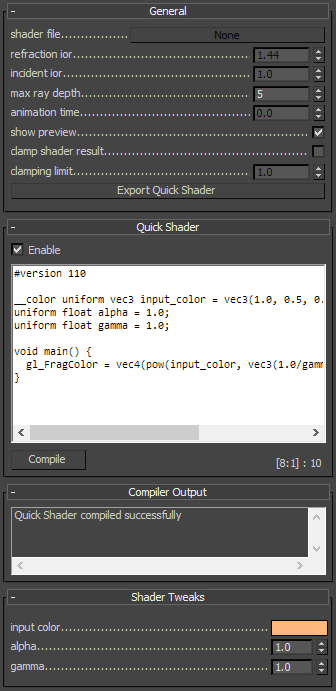 General
shader file
None
refraction ior 1.44
incident ior 1.0
max ray depth 5
animation time 0.0
show preview
clamp shader result
clamping limit 1.0
Export Quick Shader
Quick Shader
Enable
#version 110
__color uniform vec3 input_color = vec3(1.0, 0.5, 0.
uniform float alpha = 1.0;
uniform float gamma = 1.0;
void main() {
gl_FragColor = vec4(pow(input_color, vec3(1.0/gamm
}
Compile
[8:1] : 10
Compiler Output
Quick Shader compiled successfully
Shader Tweaks
input color
alpha 1.0
gamma 1.0